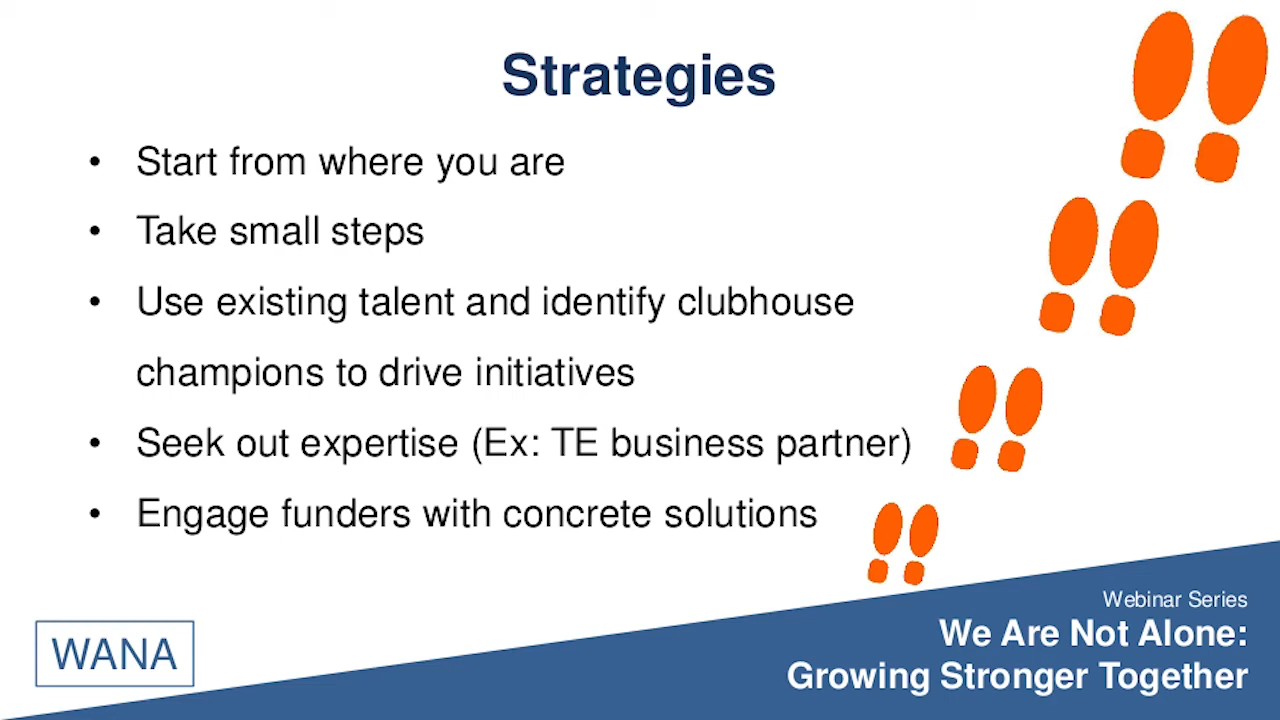 Strategies
• Start from where you are
• Take small steps
• Use existing talent and identify clubhouse
champions to drive initiatives
• Seek out expertise (Ex: TE business partner)
• Engage funders with concrete solutions
Webinar Series
We Are Not Alone:
Growing Stronger Together
WANA